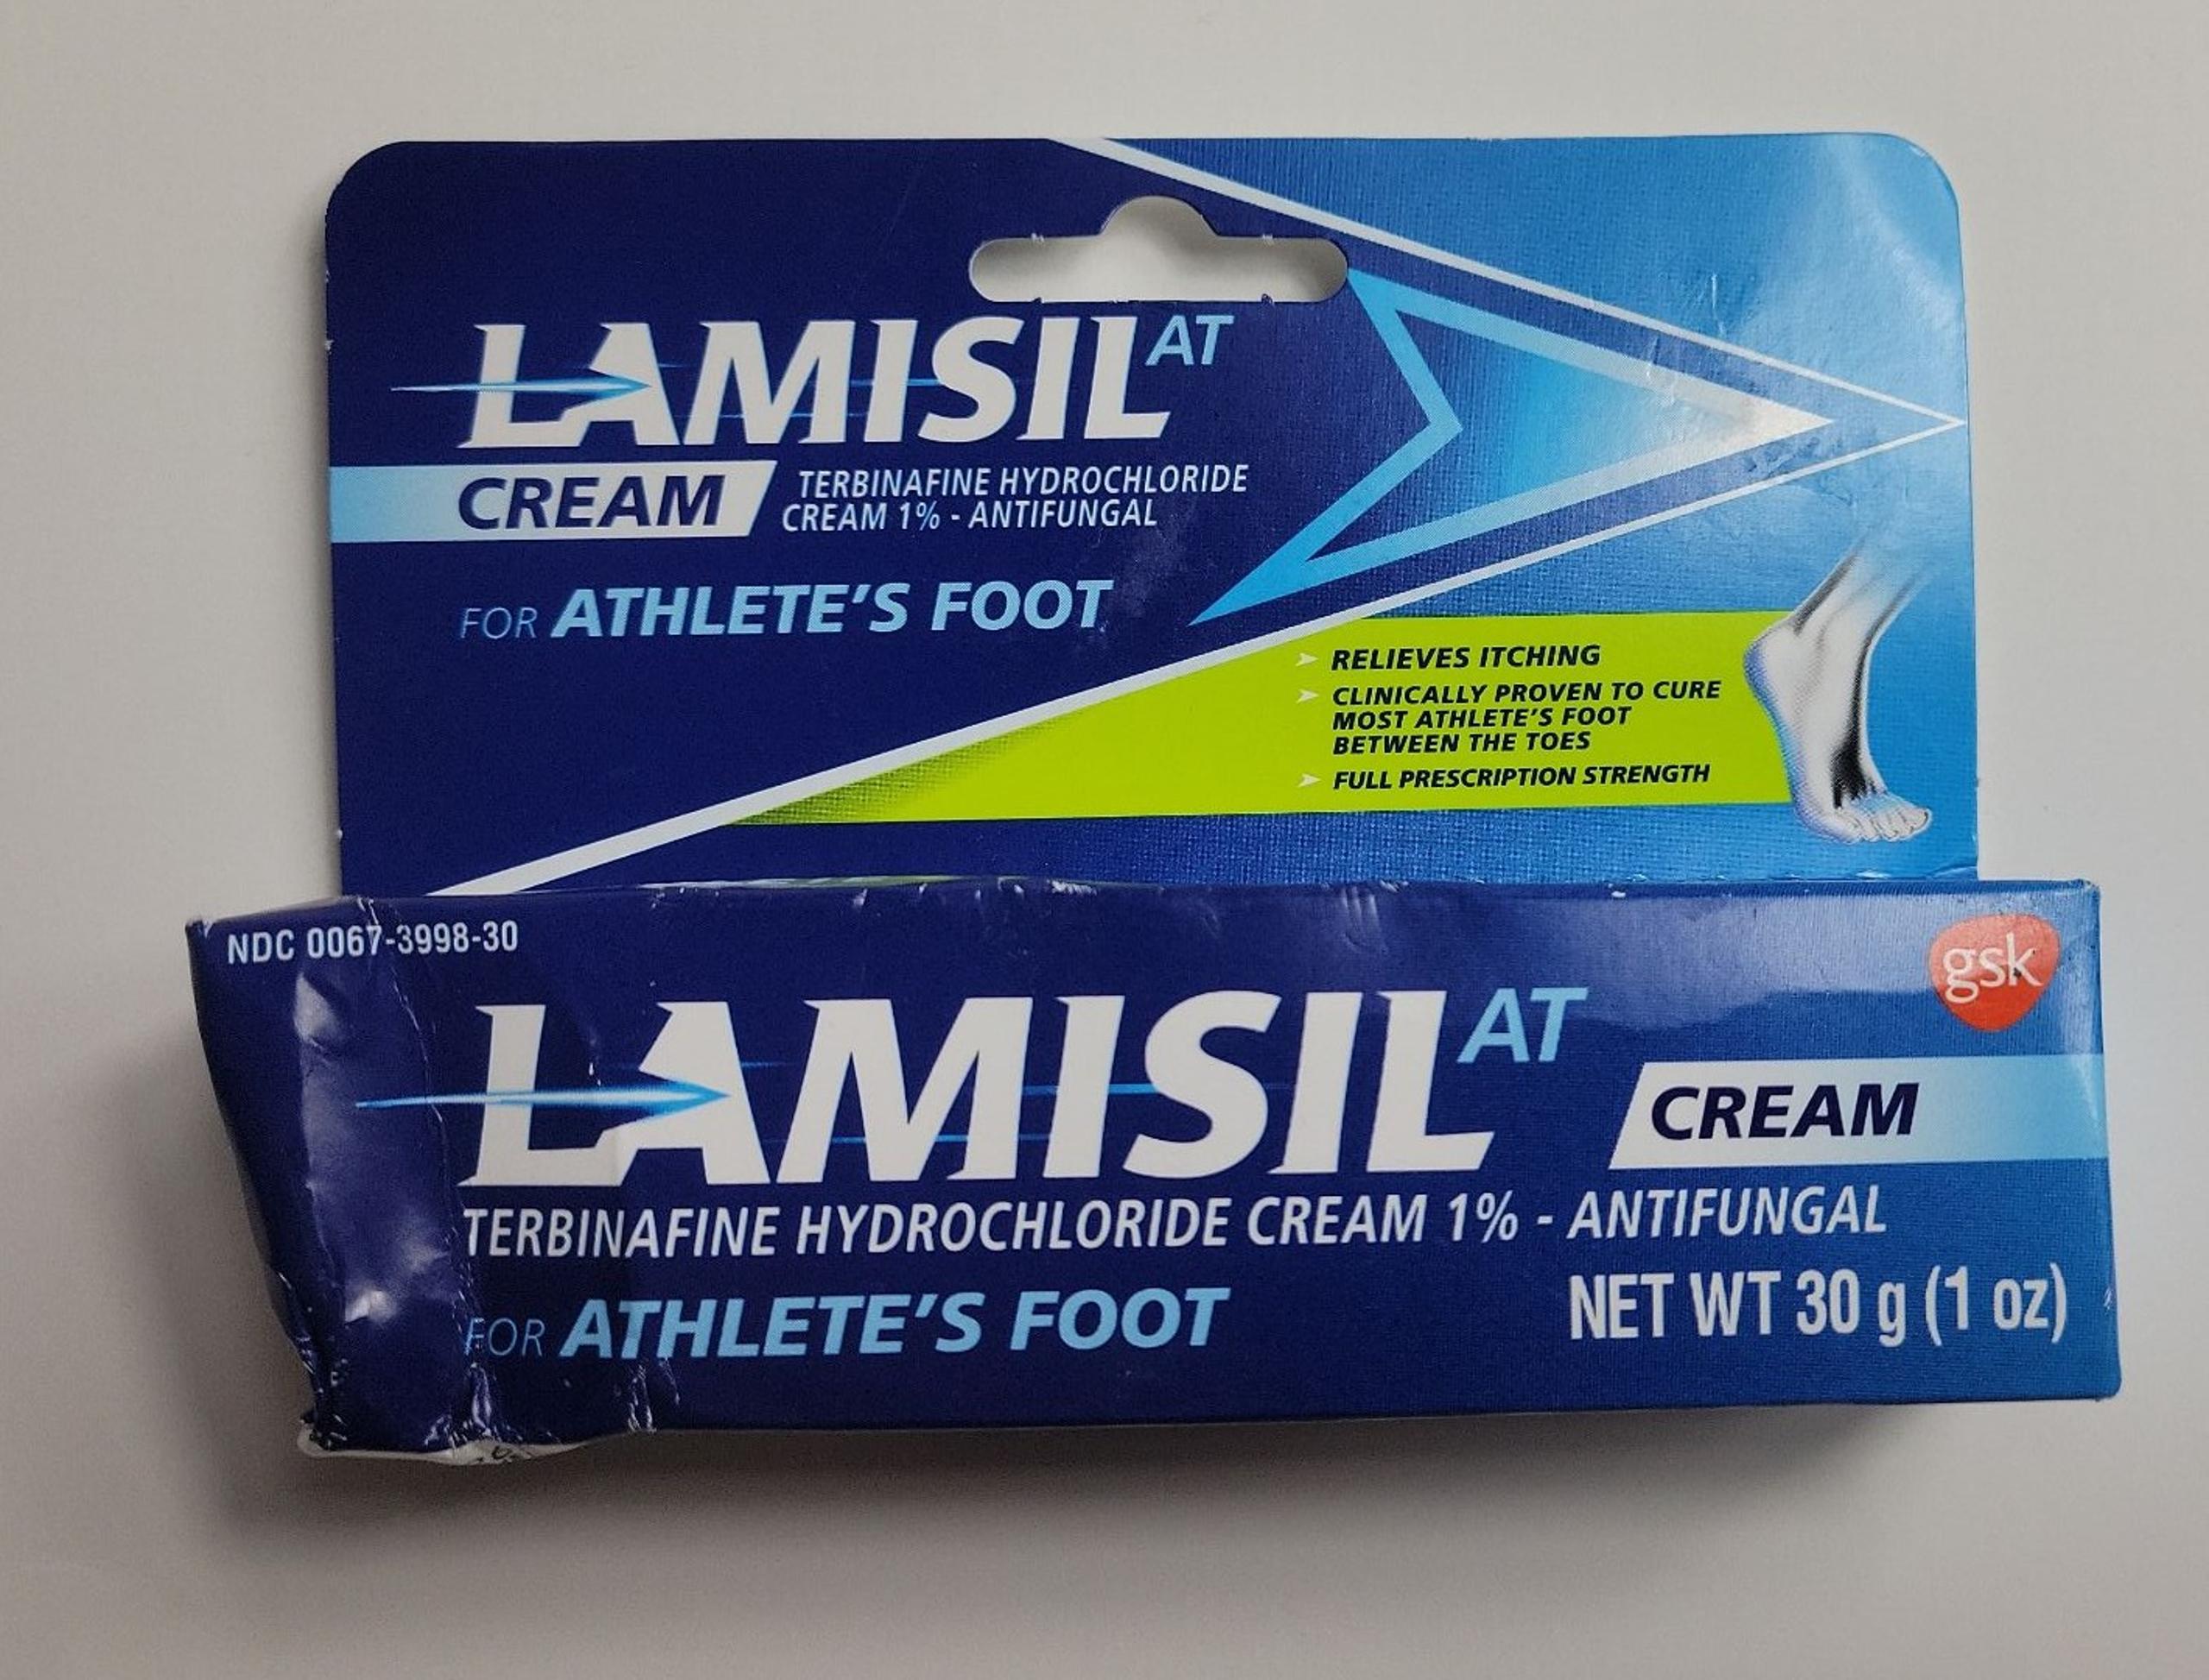 LAMISIL AT
CREAM
TERBINAFINE HYDROCHLORIDE
CREAM 1% - ANTIFUNGAL
FOR ATHLETE'S FOOT
RELIEVES ITCHING
CLINICALLY PROVEN TO CURE
MOST ATHLETE'S FOOT
BETWEEN THE TOES
FULL PRESCRIPTION STRENGTH
NDC 0067-3998-30
gsk
LAMISIL AT
CREAM
TERBINAFINE HYDROCHLORIDE CREAM 1% - ANTIFUNGAL
FOR ATHLETE'S FOOT
NET WT 30 g (1 oz)